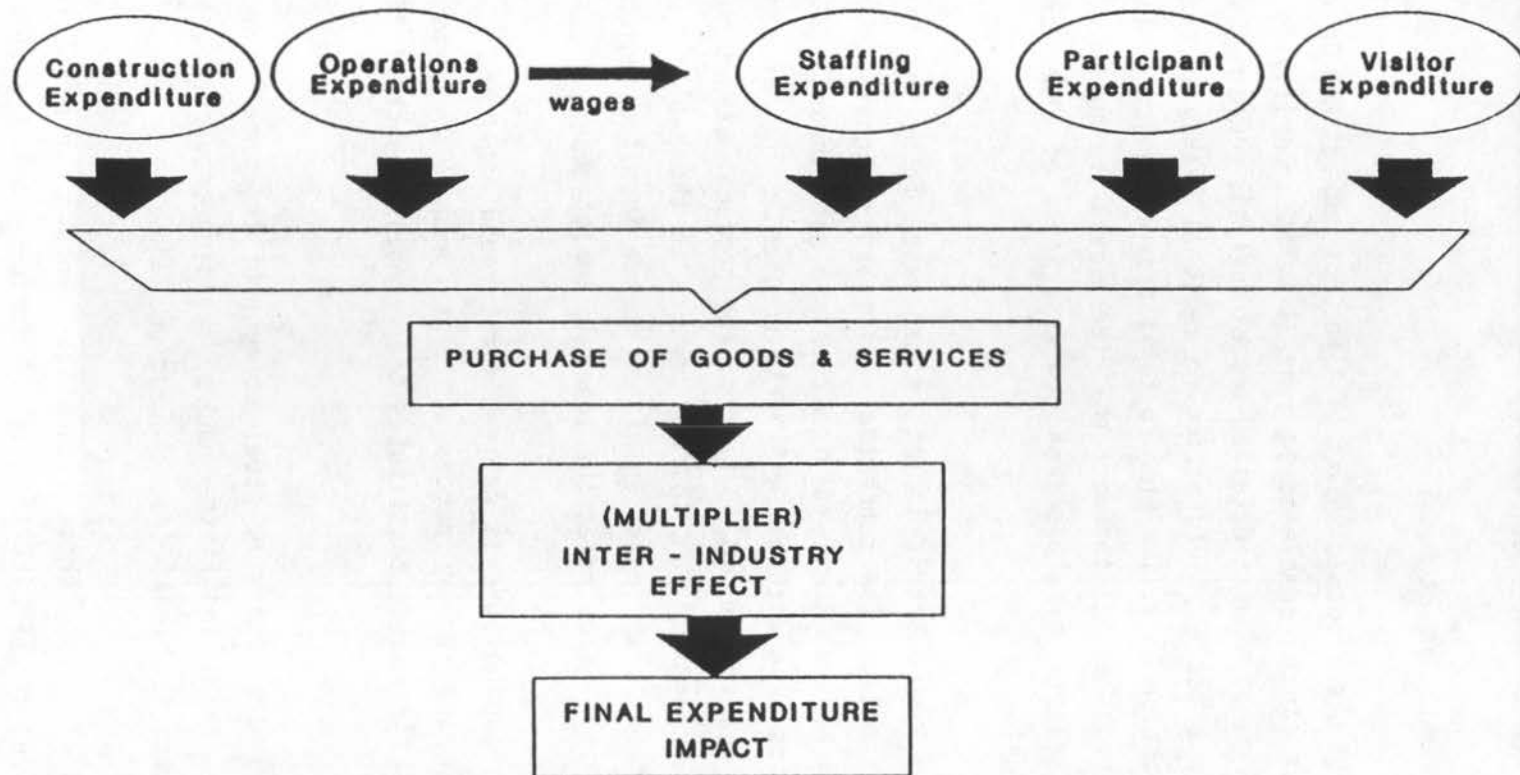 Construction
Expenditure
Operations
Expenditure
wages
Staffing
Expenditure
Participant
Expenditure
Visitor
Expenditure
PURCHASE OF GOODS & SERVICES
(MULTIPLIER)
INTER - INDUSTRY
EFFECT
FINAL EXPENDITURE
IMPACT